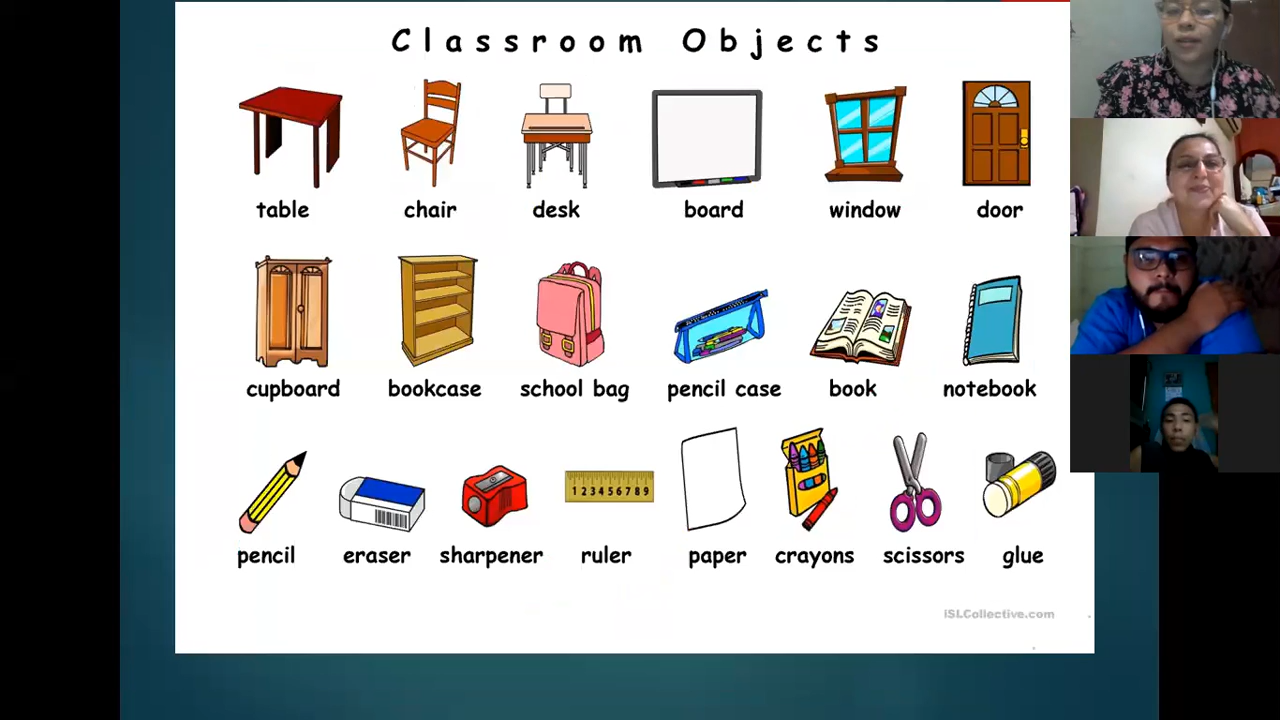 Classroom Objects
table chair desk board window door
cupboard bookcase school bag pencil case book notebook
123456789
pencil eraser sharpener ruler paper crayons scissors glue
iSLCollective.com